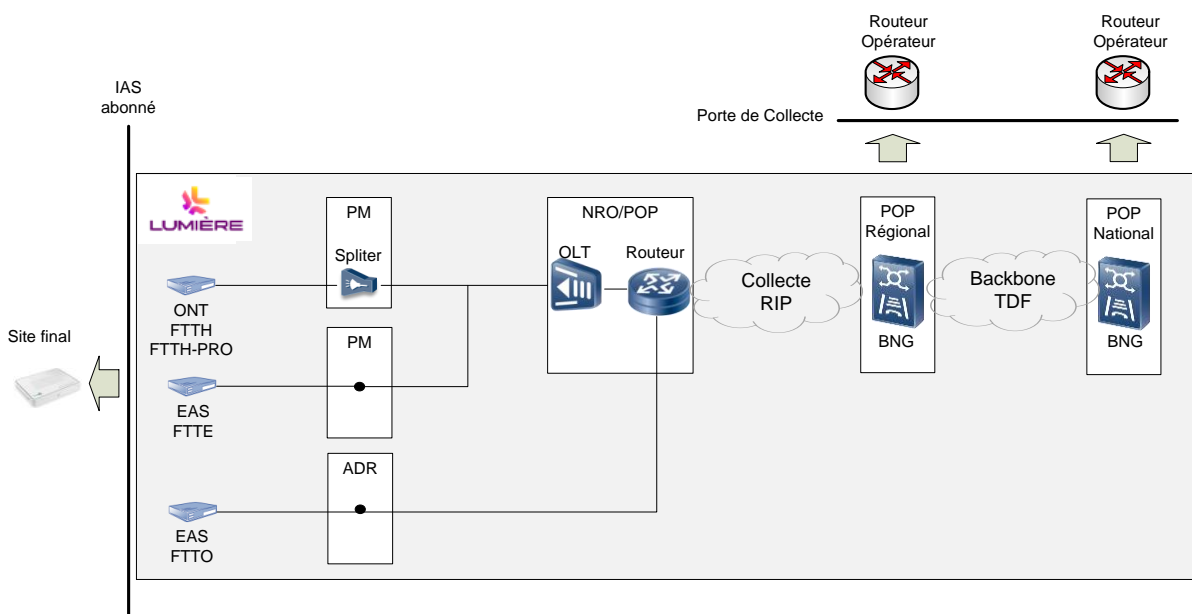 Routeur
Opérateur
Routeur
Opérateur
IAS
abonné
Porte de Collecte
LUMIÈRE
PM
Spliter
NRO/POP
OLT
Routeur
POP
Régional
BNG
POP
National
BNG
Collecte
RIP
Backbone
TDF
ONT
FTTH
FTTH-PRO
Site final
PM
EAS
FTTE
ADR
EAS
FTTO